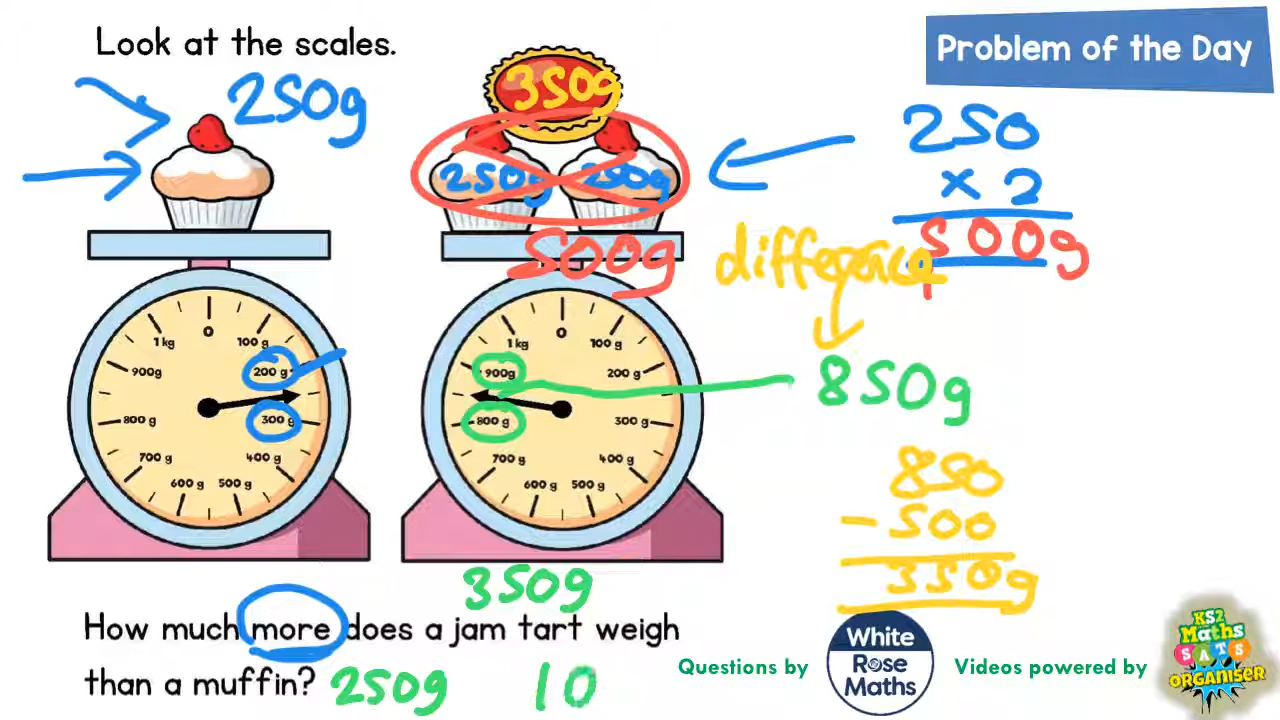 Look at the scales.
Problem of the Day
250g
350g
250g 250g
500g
250
× 2
500g
1
difference
850g
0
100 g
200 g
300 g
400 g
500 g
600 g
700 g
800 g
900g
1 kg
0
100 g
200 g
300 g
400 g
500 g
600 g
700 g
800 g
900g
1 kg
850
- 500
350g
350g
How much more does a jam tart weigh
than a muffin? 250g 10
Questions by
White
Rose
Maths
Videos powered by
KS2
Maths
SATS
ORGANISER